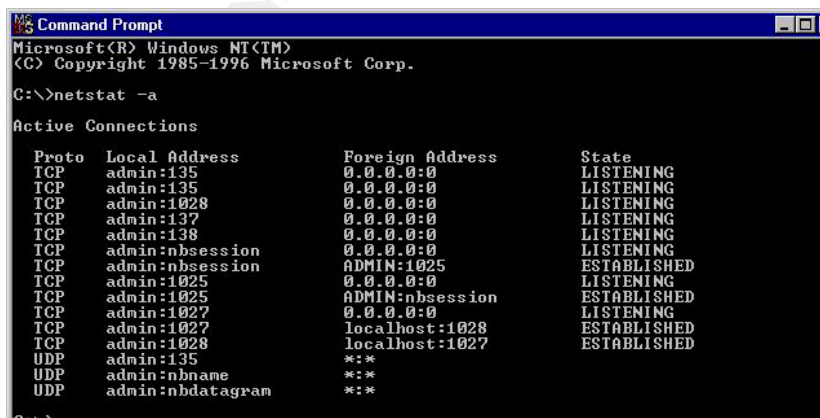 Command Prompt
Microsoft(R) Windows NT(TM)
(C) Copyright 1985-1996 Microsoft Corp.
C:\>netstat -a
Active Connections
Proto Local Address Foreign Address State
TCP admin:135 0.0.0.0:0 LISTENING
TCP admin:135 0.0.0.0:0 LISTENING
TCP admin:1028 0.0.0.0:0 LISTENING
TCP admin:137 0.0.0.0:0 LISTENING
TCP admin:138 0.0.0.0:0 LISTENING
TCP admin:nbsession 0.0.0.0:0 LISTENING
TCP admin:nbsession ADMIN:1025 ESTABLISHED
TCP admin:1025 0.0.0.0:0 LISTENING
TCP admin:1025 ADMIN:nbsession ESTABLISHED
TCP admin:1027 0.0.0.0:0 LISTENING
TCP admin:1027 localhost:1028 ESTABLISHED
TCP admin:1028 localhost:1027 ESTABLISHED
UDP admin:135 *:*
UDP admin:nbname *:*
UDP admin:nbdatagram *:*